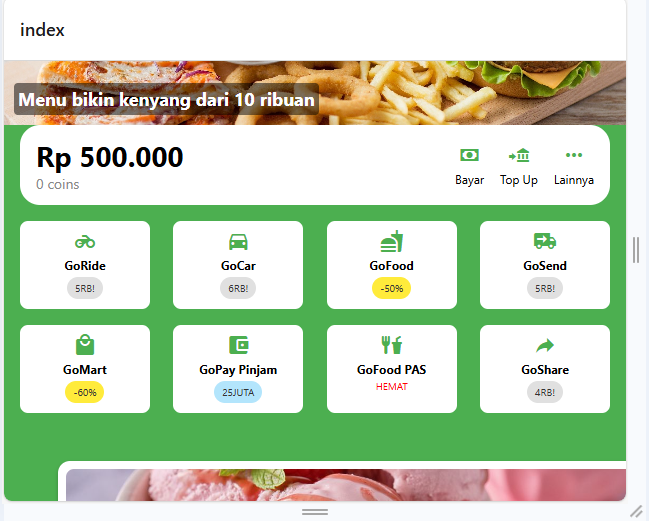 index
Menu bikin kenyang dari 10 ribuan
Rp 500.000
0 coins
Bayar
Top Up
Lainnya
GoRide
5RB!
GoCar
6RB!
GoFood
-50%
GoSend
5RB!
GoMart
-60%
GoPay Pinjam
25JUTA
GoFood PAS
HEMAT
GoShare
4RB!